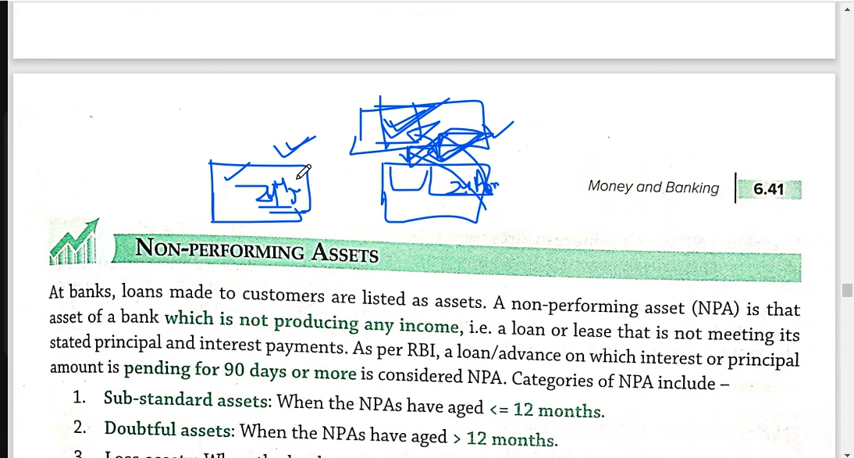 Money and Banking 6.41
NON-PERFORMING ASSETS
At banks, loans made to customers are listed as assets. A non-performing asset (NPA) is that
asset of a bank which is not producing any income, i.e. a loan or lease that is not meeting its
stated principal and interest payments. As per RBI, a loan/advance on which interest or principal
amount is pending for 90 days or more is considered NPA. Categories of NPA include –
1. Sub-standard assets: When the NPAs have aged <= 12 months.
2. Doubtful assets: When the NPAs have aged > 12 months.